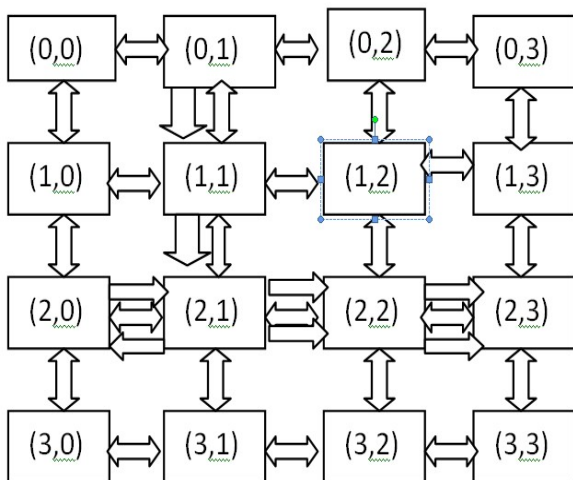 (0,0) (0,1) (0,2) (0,3)
(1,0) (1,1) (1,2) (1,3)
(2,0) (2,1) (2,2) (2,3)
(3,0) (3,1) (3,2) (3,3)